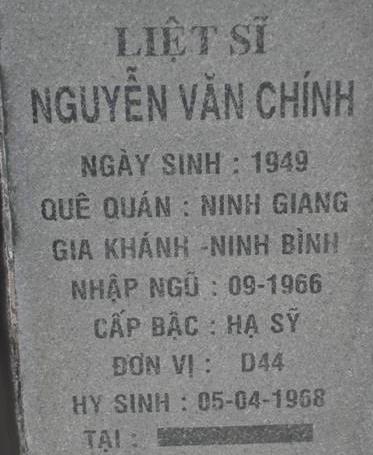 LIỆT SĨ
NGUYỄN VĂN CHÍNH
NGÀY SINH : 1949
QUÊ QUÁN : NINH GIANG
GIA KHÁNH -NINH BÌNH
NHẬP NGŨ : 09-1966
CẤP BẬC : HẠ SỸ
ĐƠN VỊ : D44
HY SINH : 05-04-1968
TẠI :